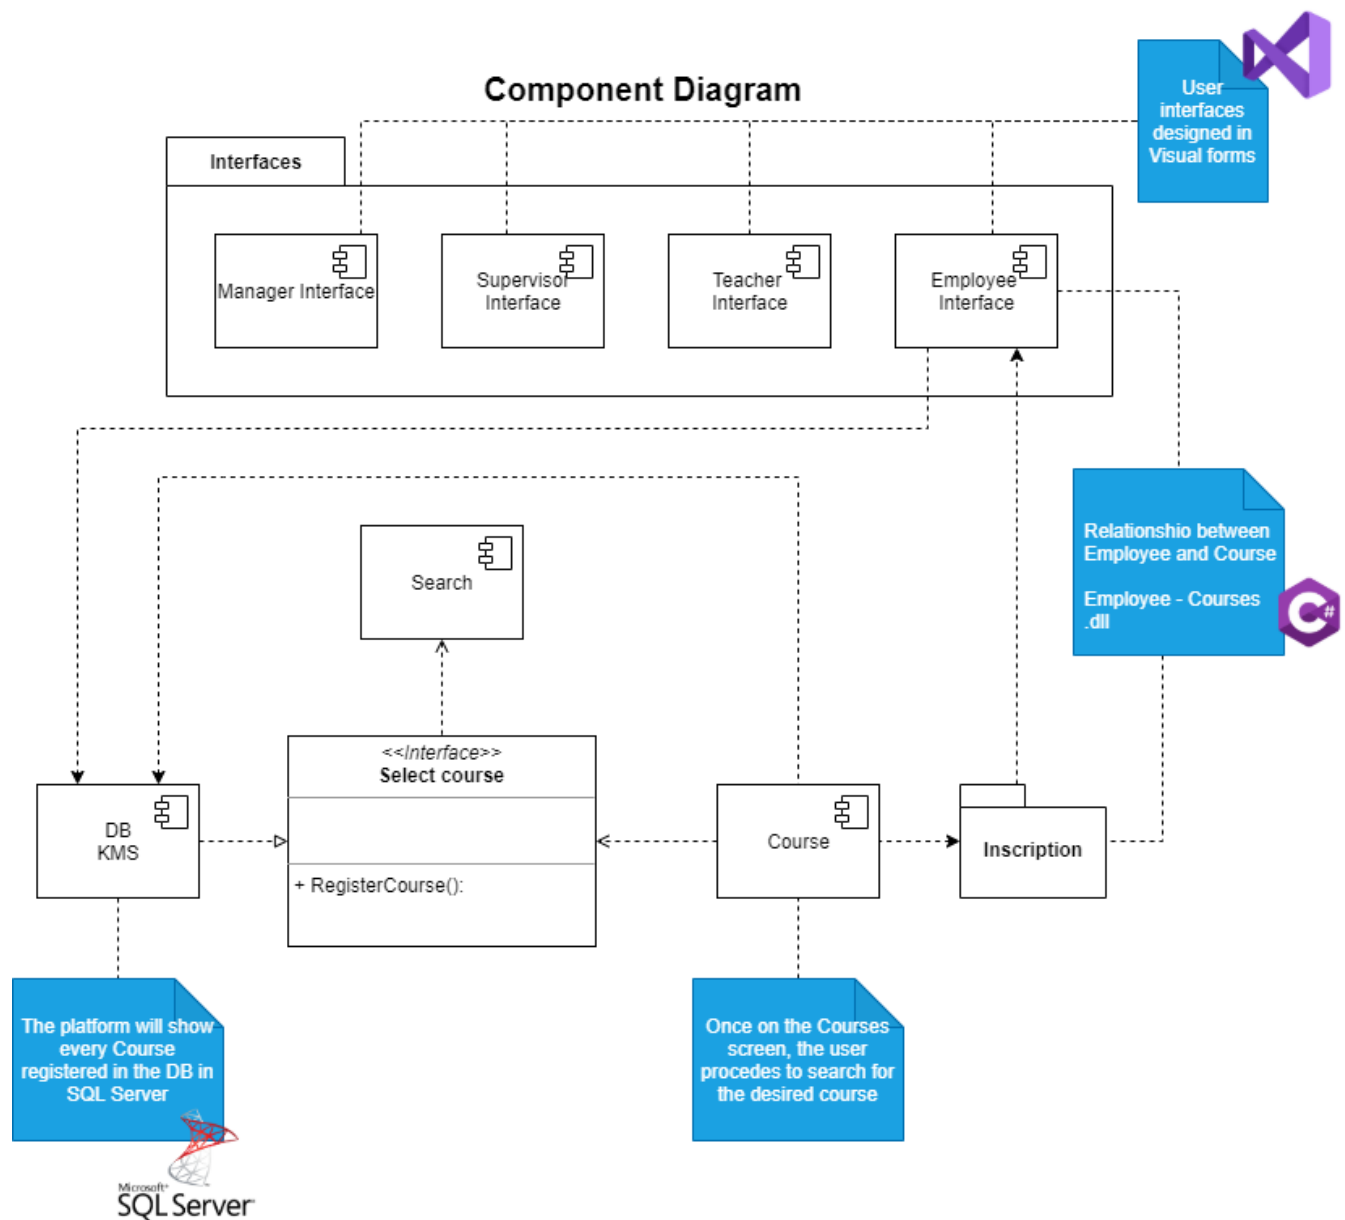 Component Diagram
User
interfaces
designed in
Visual forms
Interfaces
Manager Interface
Supervisor
Interface
Teacher
Interface
Employee
Interface
Relationshio between
Employee and Course
Employee - Courses
.dll
C#
Search
<<Interface>>
Select course
+ RegisterCourse():
DB
KMS
Course
Inscription
The platform will show
every Course
registered in the DB in
SQL Server
Once on the Courses
screen, the user
procedes to search for
the desired course
Microsoft®
SQL Server